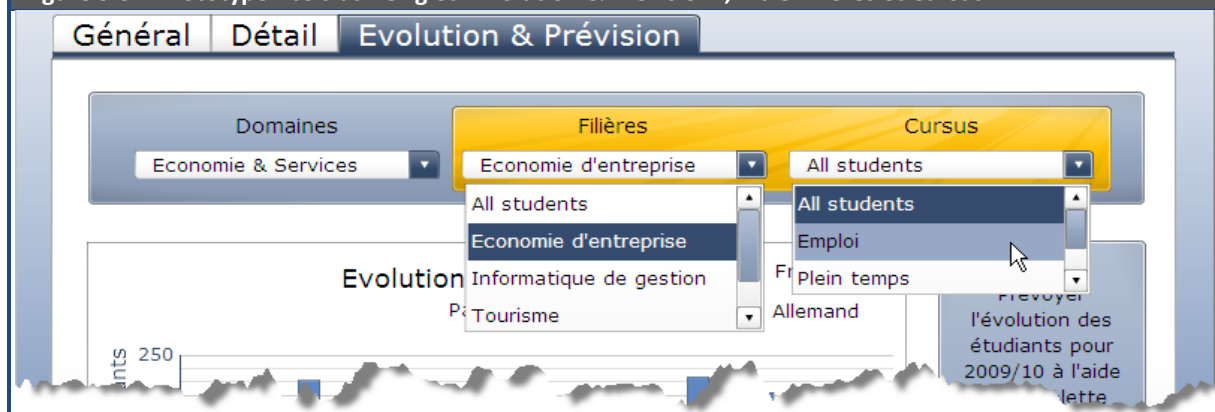 Général Détail Evolution & Prévision
Domaines Filières Cursus
Economie & Services Economie d'entreprise All students
All students All students
Economie d'entreprise Emploi
Informatique de gestion Plein temps
Tourisme
Evolution
Allemand
Prévoyer
l'évolution des
étudiants pour
2009/10 à l'aide
250